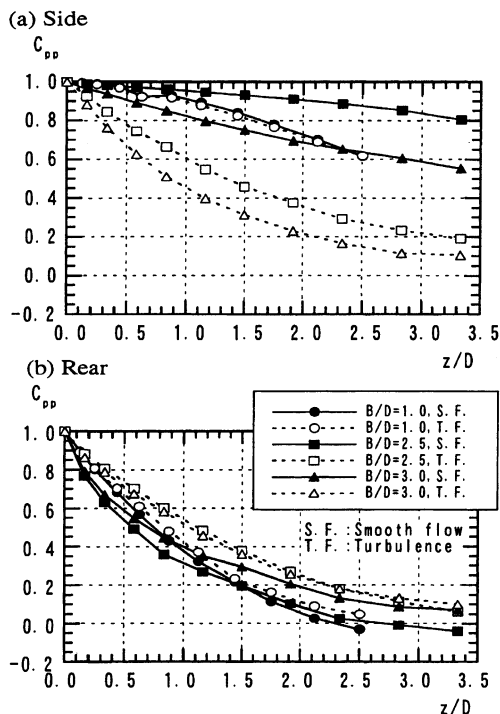 (a) Side
C_pp
1.0
0.8
0.6
0.4
0.2
0.0
-0.2
0.0 0.5 1.0 1.5 2.0 2.5 3.0 3.5
z/D
(b) Rear
C_pp
1.0
0.8
0.6
0.4
0.2
0.0
-0.2
B/D=1.0, S.F.
B/D=1.0, T.F.
B/D=2.5, S.F.
B/D=2.5, T.F.
B/D=3.0, S.F.
B/D=3.0, T.F.
S.F.:Smooth flow
T.F.:Turbulence
0.0 0.5 1.0 1.5 2.0 2.5 3.0 3.5
z/D